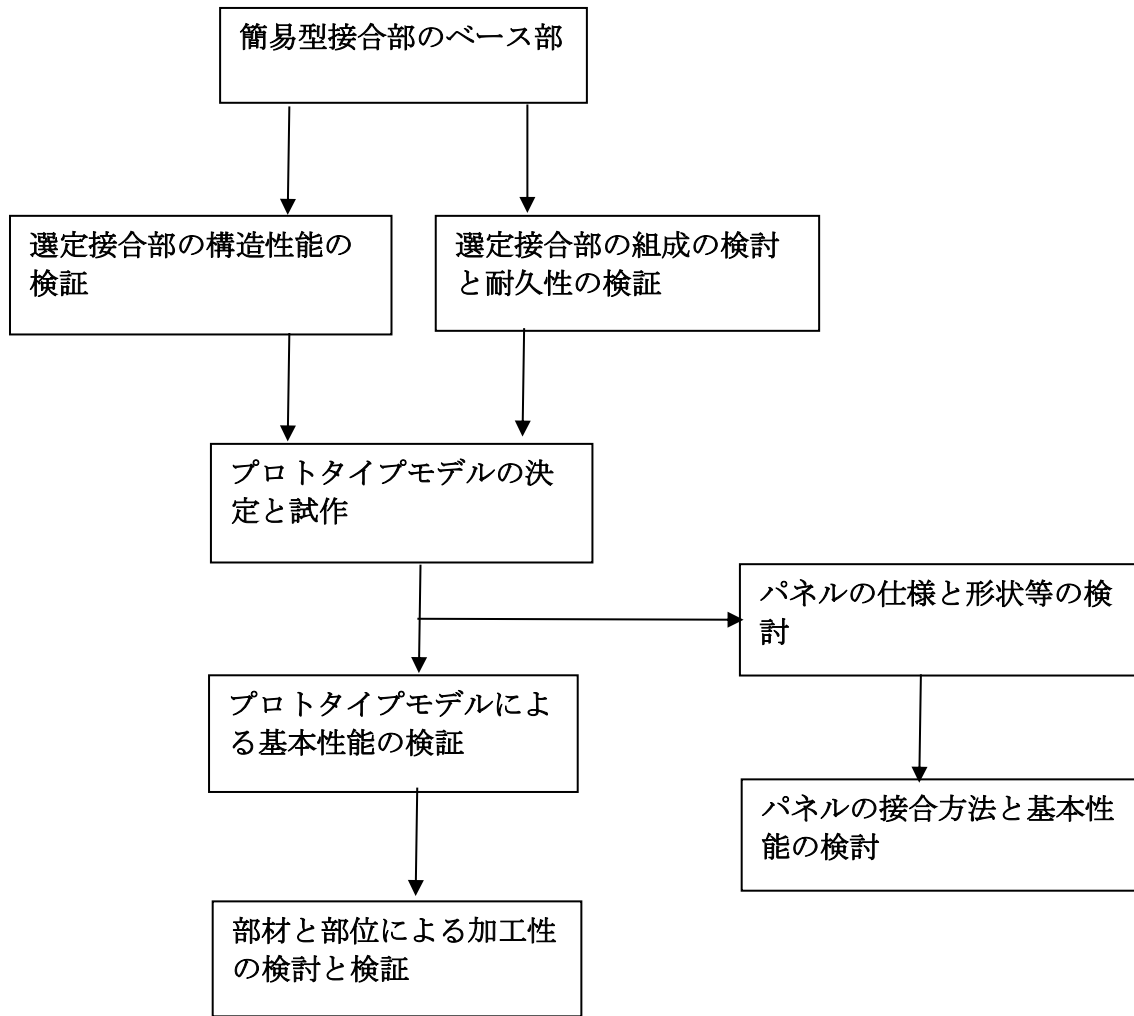 簡易型接合部のベース部
選定接合部の構造性能の
検証
選定接合部の組成の検討
と耐久性の検証
プロトタイプモデルの決
定と試作
パネルの仕様と形状等の検
討
プロトタイプモデルによ
る基本性能の検証
パネルの接合方法と基本性
能の検討
部材と部位による加工性
の検討と検証